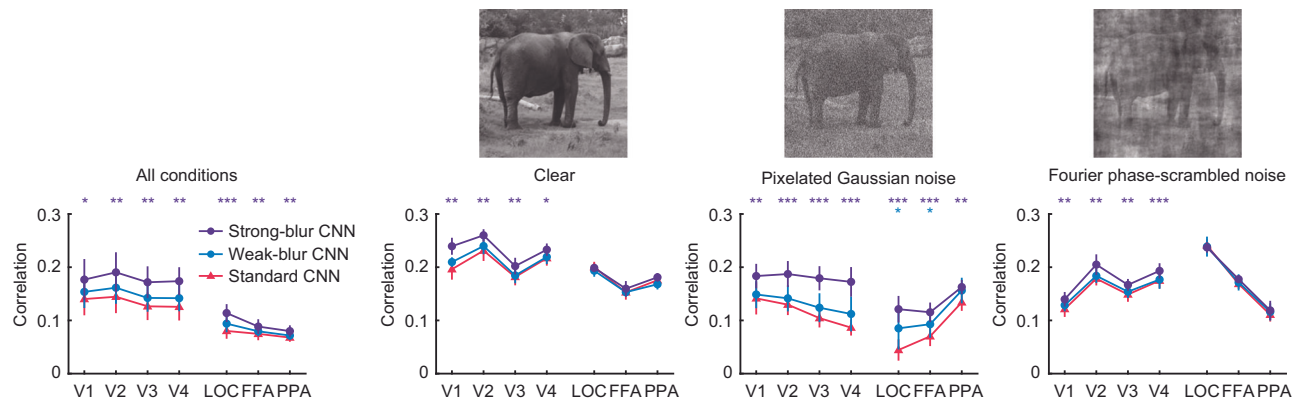 All conditions
* ** ** ** *** ** **
0.3
0.2
0.1
0
Correlation
Strong-blur CNN
Weak-blur CNN
Standard CNN
V1 V2 V3 V4 LOC FFA PPA
Clear
** ** ** *
0.3
0.2
0.1
0
Correlation
V1 V2 V3 V4 LOC FFA PPA
Pixelated Gaussian noise
** *** *** *** *** *** **
* *
0.3
0.2
0.1
0
Correlation
V1 V2 V3 V4 LOC FFA PPA
Fourier phase-scrambled noise
** ** ** ***
0.3
0.2
0.1
0
Correlation
V1 V2 V3 V4 LOC FFA PPA